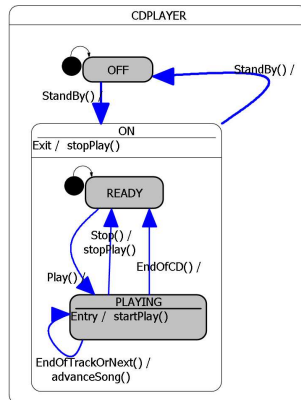 CDPLAYER
OFF
StandBy() /
StandBy() /
ON
Exit / stopPlay()
READY
Stop() /
stopPlay()
EndOfCD() /
Play() /
PLAYING
Entry / startPlay()
EndOfTrackOrNext() /
advanceSong()